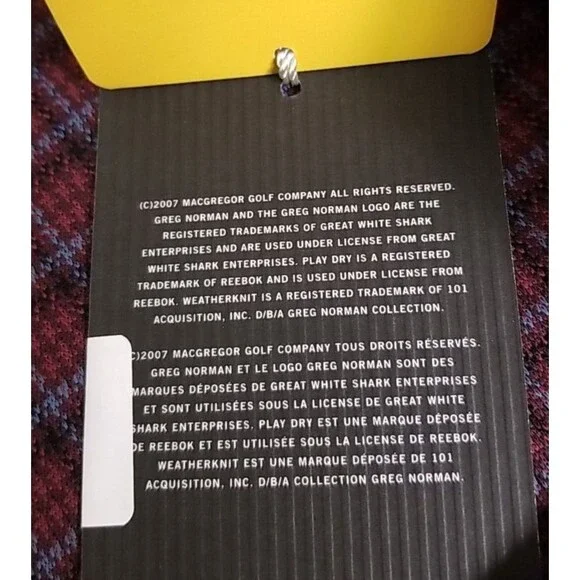 (C)2007 MACGREGOR GOLF COMPANY ALL RIGHTS RESERVED.
GREG NORMAN AND THE GREG NORMAN LOGO ARE THE
REGISTERED TRADEMARKS OF GREAT WHITE SHARK
ENTERPRISES AND ARE USED UNDER LICENSE FROM GREAT
WHITE SHARK ENTERPRISES. PLAY DRY IS A REGISTERED
TRADEMARK OF REEBOK AND IS USED UNDER LICENSE FROM
REEBOK. WEATHERKNIT IS A REGISTERED TRADEMARK OF 101
ACQUISITION, INC. D/B/A GREG NORMAN COLLECTION.
C)2007 MACGREGOR GOLF COMPANY TOUS DROITS RÉSERVÉS.
GREG NORMAN ET LE LOGO GREG NORMAN SONT DES
MARQUES DÉPOSÉES DE GREAT WHITE SHARK ENTERPRISES
ET SONT UTILISÉES SOUS LA LICENSE DE GREAT WHITE
SHARK ENTERPRISES. PLAY DRY EST UNE MARQUE DÉPOSÉE
DE REEBOK ET EST UTILISÉE SOUS LA LICENSE DE REEBOK.
WEATHERKNIT EST UNE MARQUE DÉPOSÉE DE 101
ACQUISITION, INC. D/B/A COLLECTION GREG NORMAN.